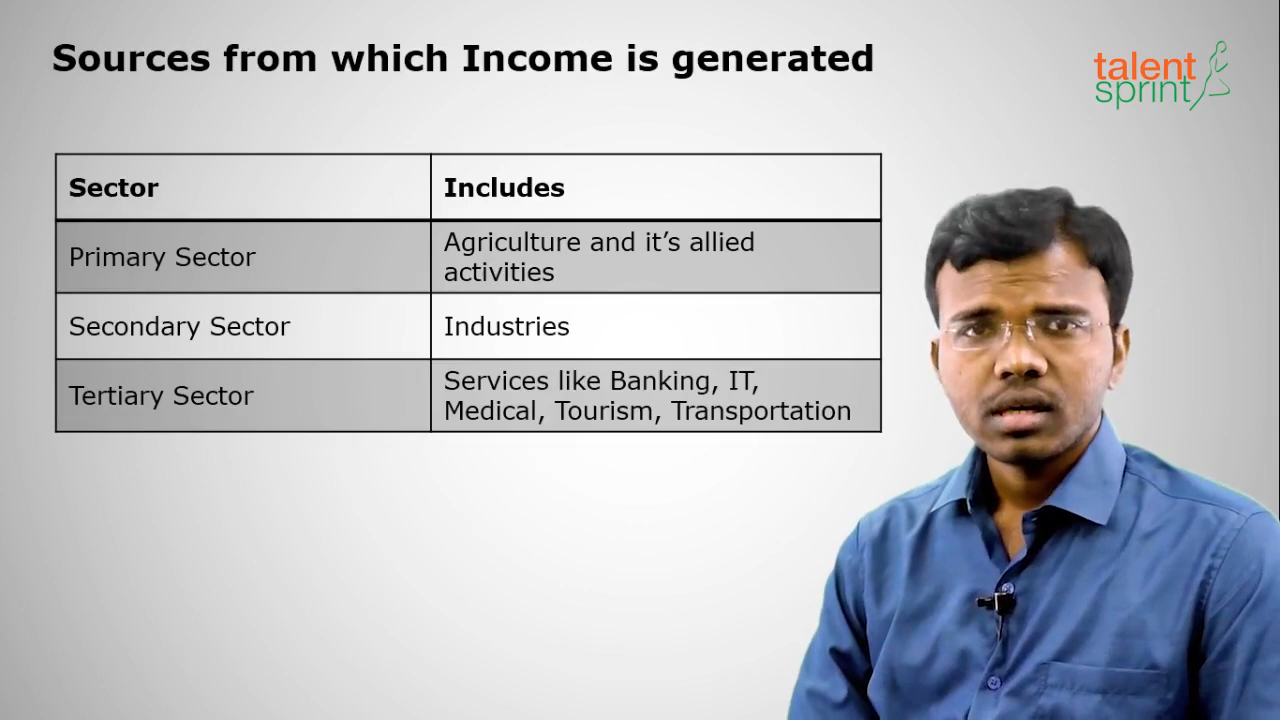 Sources from which Income is generated
talent
sprint
Sector
Includes
Primary Sector
Agriculture and it’s allied
activities
Secondary Sector
Industries
Tertiary Sector
Services like Banking, IT,
Medical, Tourism, Transportation